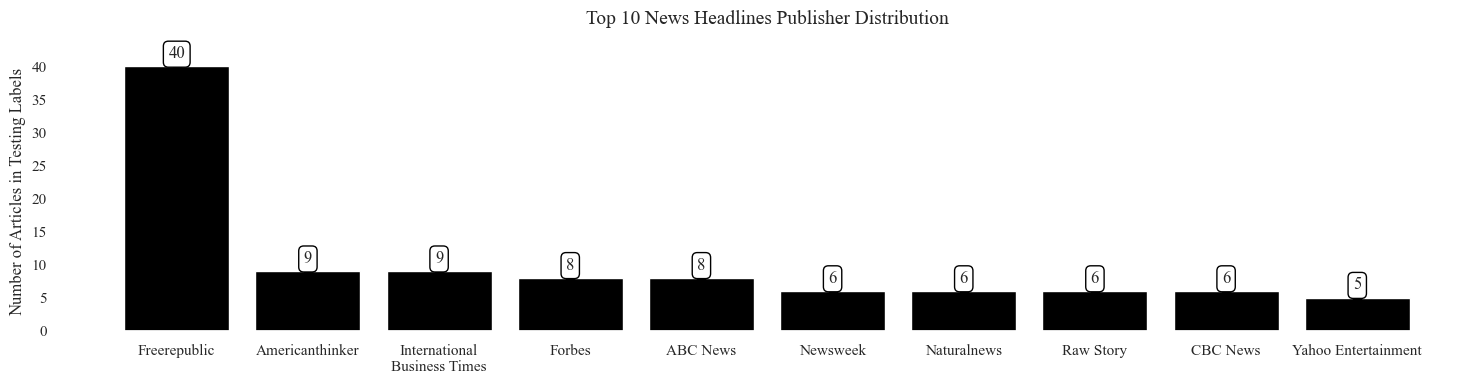 Top 10 News Headlines Publisher Distribution
Number of Articles in Testing Labels
40
35
30
25
20
15
10
5
0
40
9
9
8
8
6
6
6
6
5
Freerepublic
Americanthinker
International
Business Times
Forbes
ABC News
Newsweek
Naturalnews
Raw Story
CBC News
Yahoo Entertainment